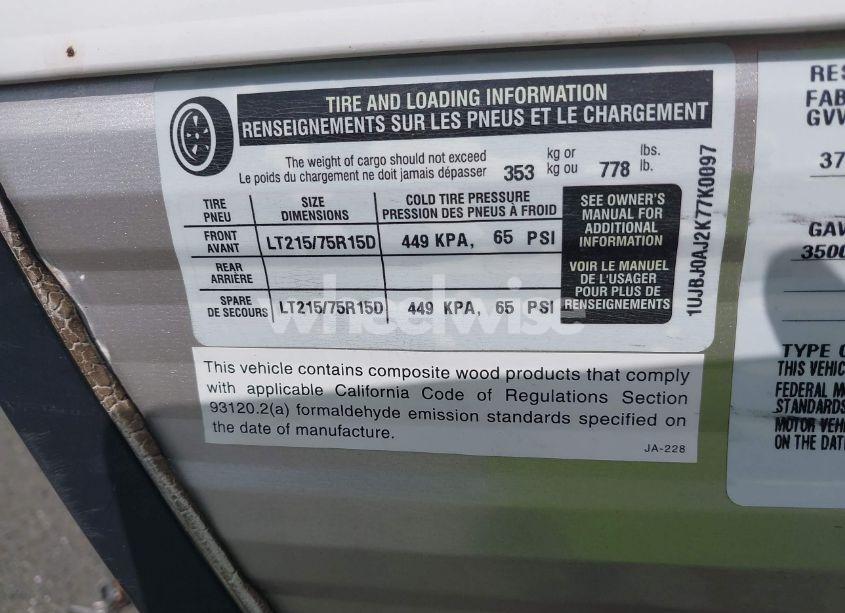 TIRE AND LOADING INFORMATION
RENSEIGNEMENTS SUR LES PNEUS ET LE CHARGEMENT
The weight of cargo should not exceed
Le poids du chargement ne doit jamais dépasser
353 kg or
kg ou
778 lbs.
lb.
TIRE
PNEU
SIZE
DIMENSIONS
COLD TIRE PRESSURE
PRESSION DES PNEUS À FROID
FRONT
AVANT
LT215/75R15D
449 KPA, 65 PSI
REAR
ARRIÈRE
SPARE
DE SECOURS
LT215/75R15D
449 KPA, 65 PSI
SEE OWNER'S
MANUAL FOR
ADDITIONAL
INFORMATION
VOIR LE MANUEL
DE L'USAGER
POUR PLUS DE
RENSEIGNEMENTS
1UJBJ0AJ2K77K0097
wheelwise
This vehicle contains composite wood products that comply
with applicable California Code of Regulations Section
93120.2(a) formaldehyde emission standards specified on
the date of manufacture.
JA-228
RES
FAB
GVW
37
GAW
3500
TYPE
THIS VEHIC
FEDERAL M
STANDARDS
MOTOR VEH
ON THE DAT